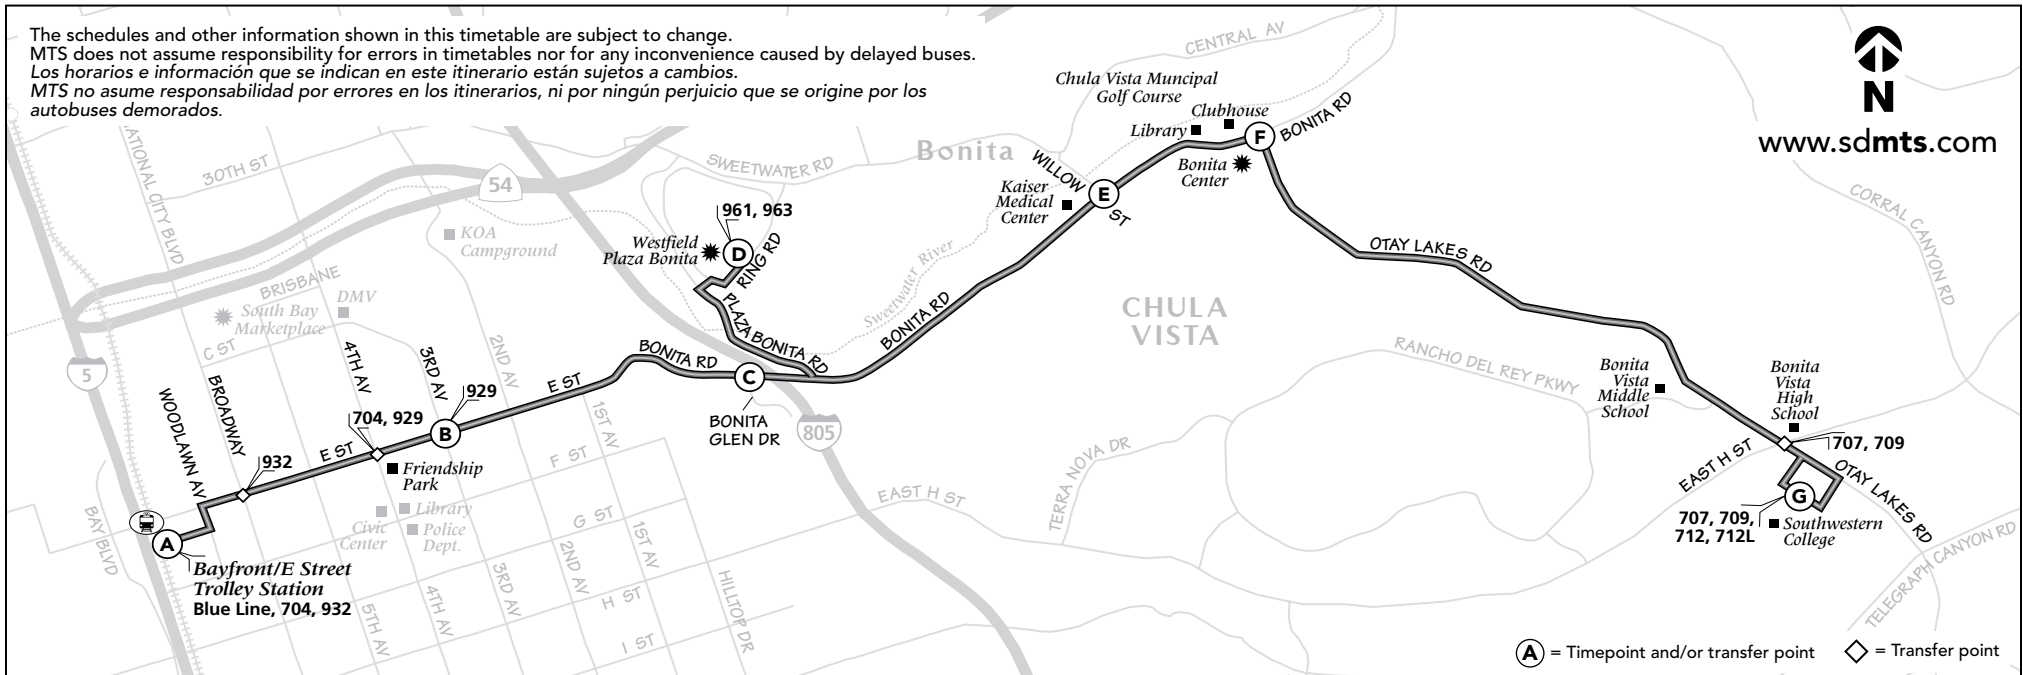 The schedules and other information shown in this timetable are subject to change.
MTS does not assume responsibility for errors in timetables nor for any inconvenience caused by delayed buses.
Los horarios e información que se indican en este itinerario están sujetos a cambios.
MTS no asume responsabilidad por errores en los itinerarios, ni por ningún perjuicio que se origine por los
autobuses demorados.
N
www.sdmts.com
CENTRAL AV
Chula Vista Muncipal
Golf Course
Clubhouse
Library
F
BONITA RD
Bonita
Center
Bonita
WILLOW
ST
E
Kaiser
Medical
Center
SWEETWATER RD
54
30TH ST
NATIONAL CITY BLVD
KOA
Campground
961, 963
Westfield
Plaza Bonita
D
RING RD
PLAZA BONITA RD
Sweetwater River
BONITA RD
CORRAL CANYON RD
OTAY LAKES RD
CHULA
VISTA
BRISBANE
DMV
South Bay
Marketplace
C ST
5
WOODLAWN AV
BROADWAY
4TH AV
3RD AV
2ND AV
929
704, 929
B
E ST
BONITA RD
C
BONITA
GLEN DR
805
1ST AV
RANCHO DEL REY PKWY
Bonita
Vista
Middle
School
Bonita
Vista
High
School
707, 709
932
E ST
Friendship
Park
F ST
Library
Civic
Center
Police
Dept.
G ST
1ST AV
2ND AV
EAST H ST
TERRA NOVA DR
EAST H ST
OTAY LAKES RD
G
707, 709,
712, 712L
Southwestern
College
TELEGRAPH CANYON RD
BAY BLVD
A
Bayfront/E Street
Trolley Station
Blue Line, 704, 932
5TH AV
4TH AV
3RD AV
H ST
I ST
HILLTOP DR
A = Timepoint and/or transfer point
= Transfer point